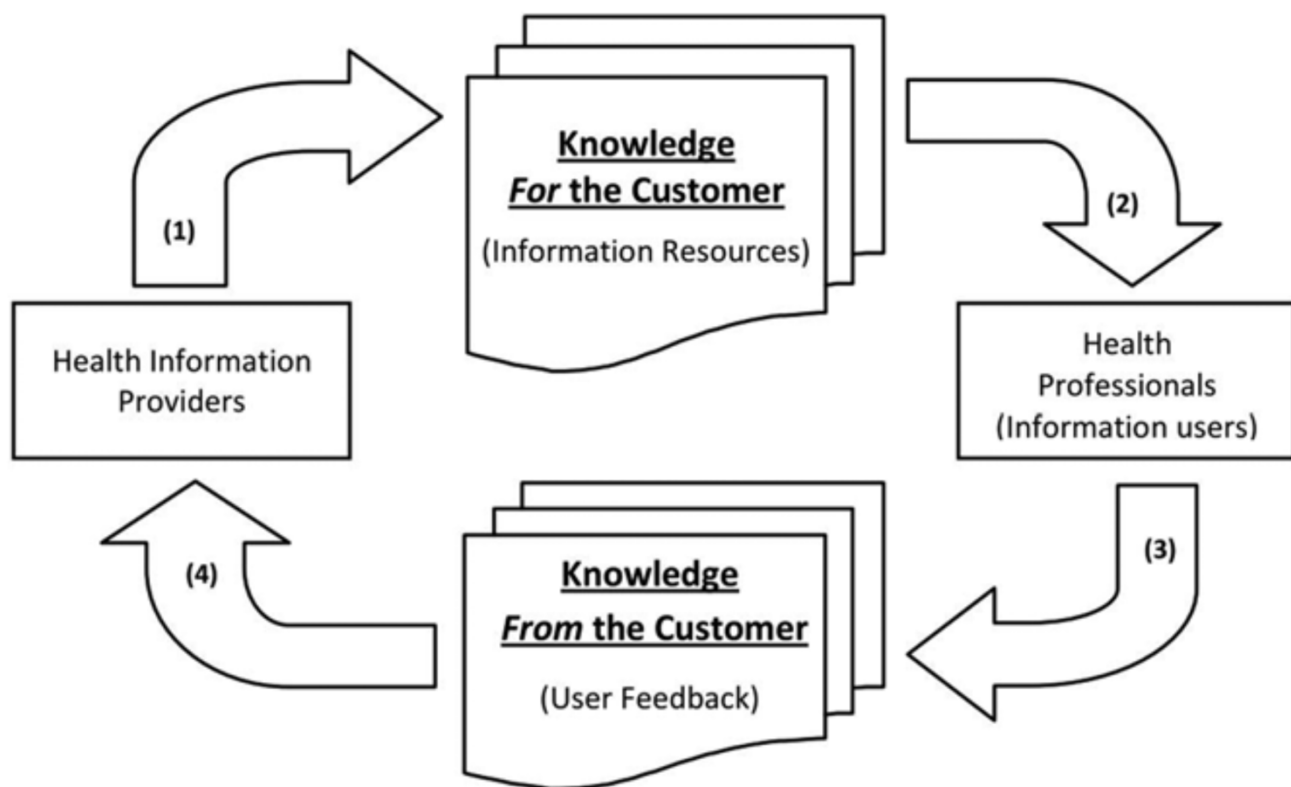 Knowledge
For the Customer
(Information Resources)
(1)
(2)
Health Information
Providers
Health
Professionals
(Information users)
(4)
(3)
Knowledge
From the Customer
(User Feedback)